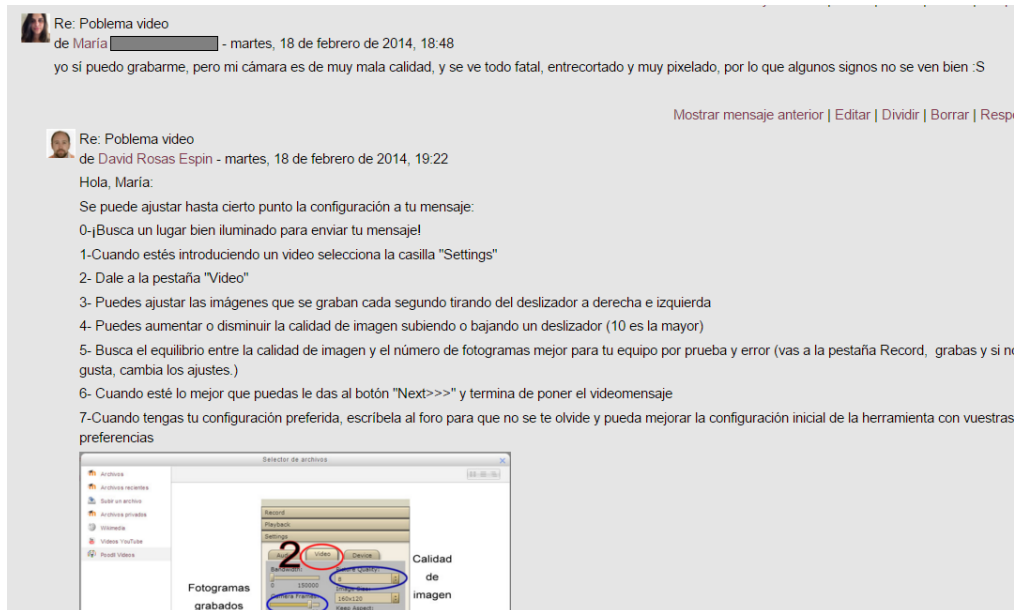 Re: Poblema video
de María - martes, 18 de febrero de 2014, 18:48
yo sí puedo grabarme, pero mi cámara es de muy mala calidad, y se ve todo fatal, entrecortado y muy pixelado, por lo que algunos signos no se ven bien :S
Mostrar mensaje anterior | Editar | Dividir | Borrar | Resp
Re: Poblema video
de David Rosas Espin - martes, 18 de febrero de 2014, 19:22
Hola, María:
Se puede ajustar hasta cierto punto la configuración a tu mensaje:
0-¡Busca un lugar bien iluminado para enviar tu mensaje!
1-Cuando estés introduciendo un video selecciona la casilla "Settings"
2- Dale a la pestaña "Video"
3- Puedes ajustar las imágenes que se graban cada segundo tirando del deslizador a derecha e izquierda
4- Puedes aumentar o disminuir la calidad de imagen subiendo o bajando un deslizador (10 es la mayor)
5- Busca el equilibrio entre la calidad de imagen y el número de fotogramas mejor para tu equipo por prueba y error (vas a la pestaña Record, grabas y si no
gusta, cambia los ajustes.)
6- Cuando esté lo mejor que puedas le das al botón "Next>>>" y termina de poner el videomensaje
7-Cuando tengas tu configuración preferida, escríbela al foro para que no se te olvide y pueda mejorar la configuración inicial de la herramienta con vuestras
preferencias
Selector de archivos
Archivos
Archivos recientes
Subir un archivo
Archivos privados
Wikimedia
Videos YouTube
Poodll Videos
Record
Playback
Settings
2
Video
Device
Bandwidth:
0 150000
8
Camera Frames:
160x120
Keep Aspect:
Calidad
de
imagen
Fotogramas
grabados